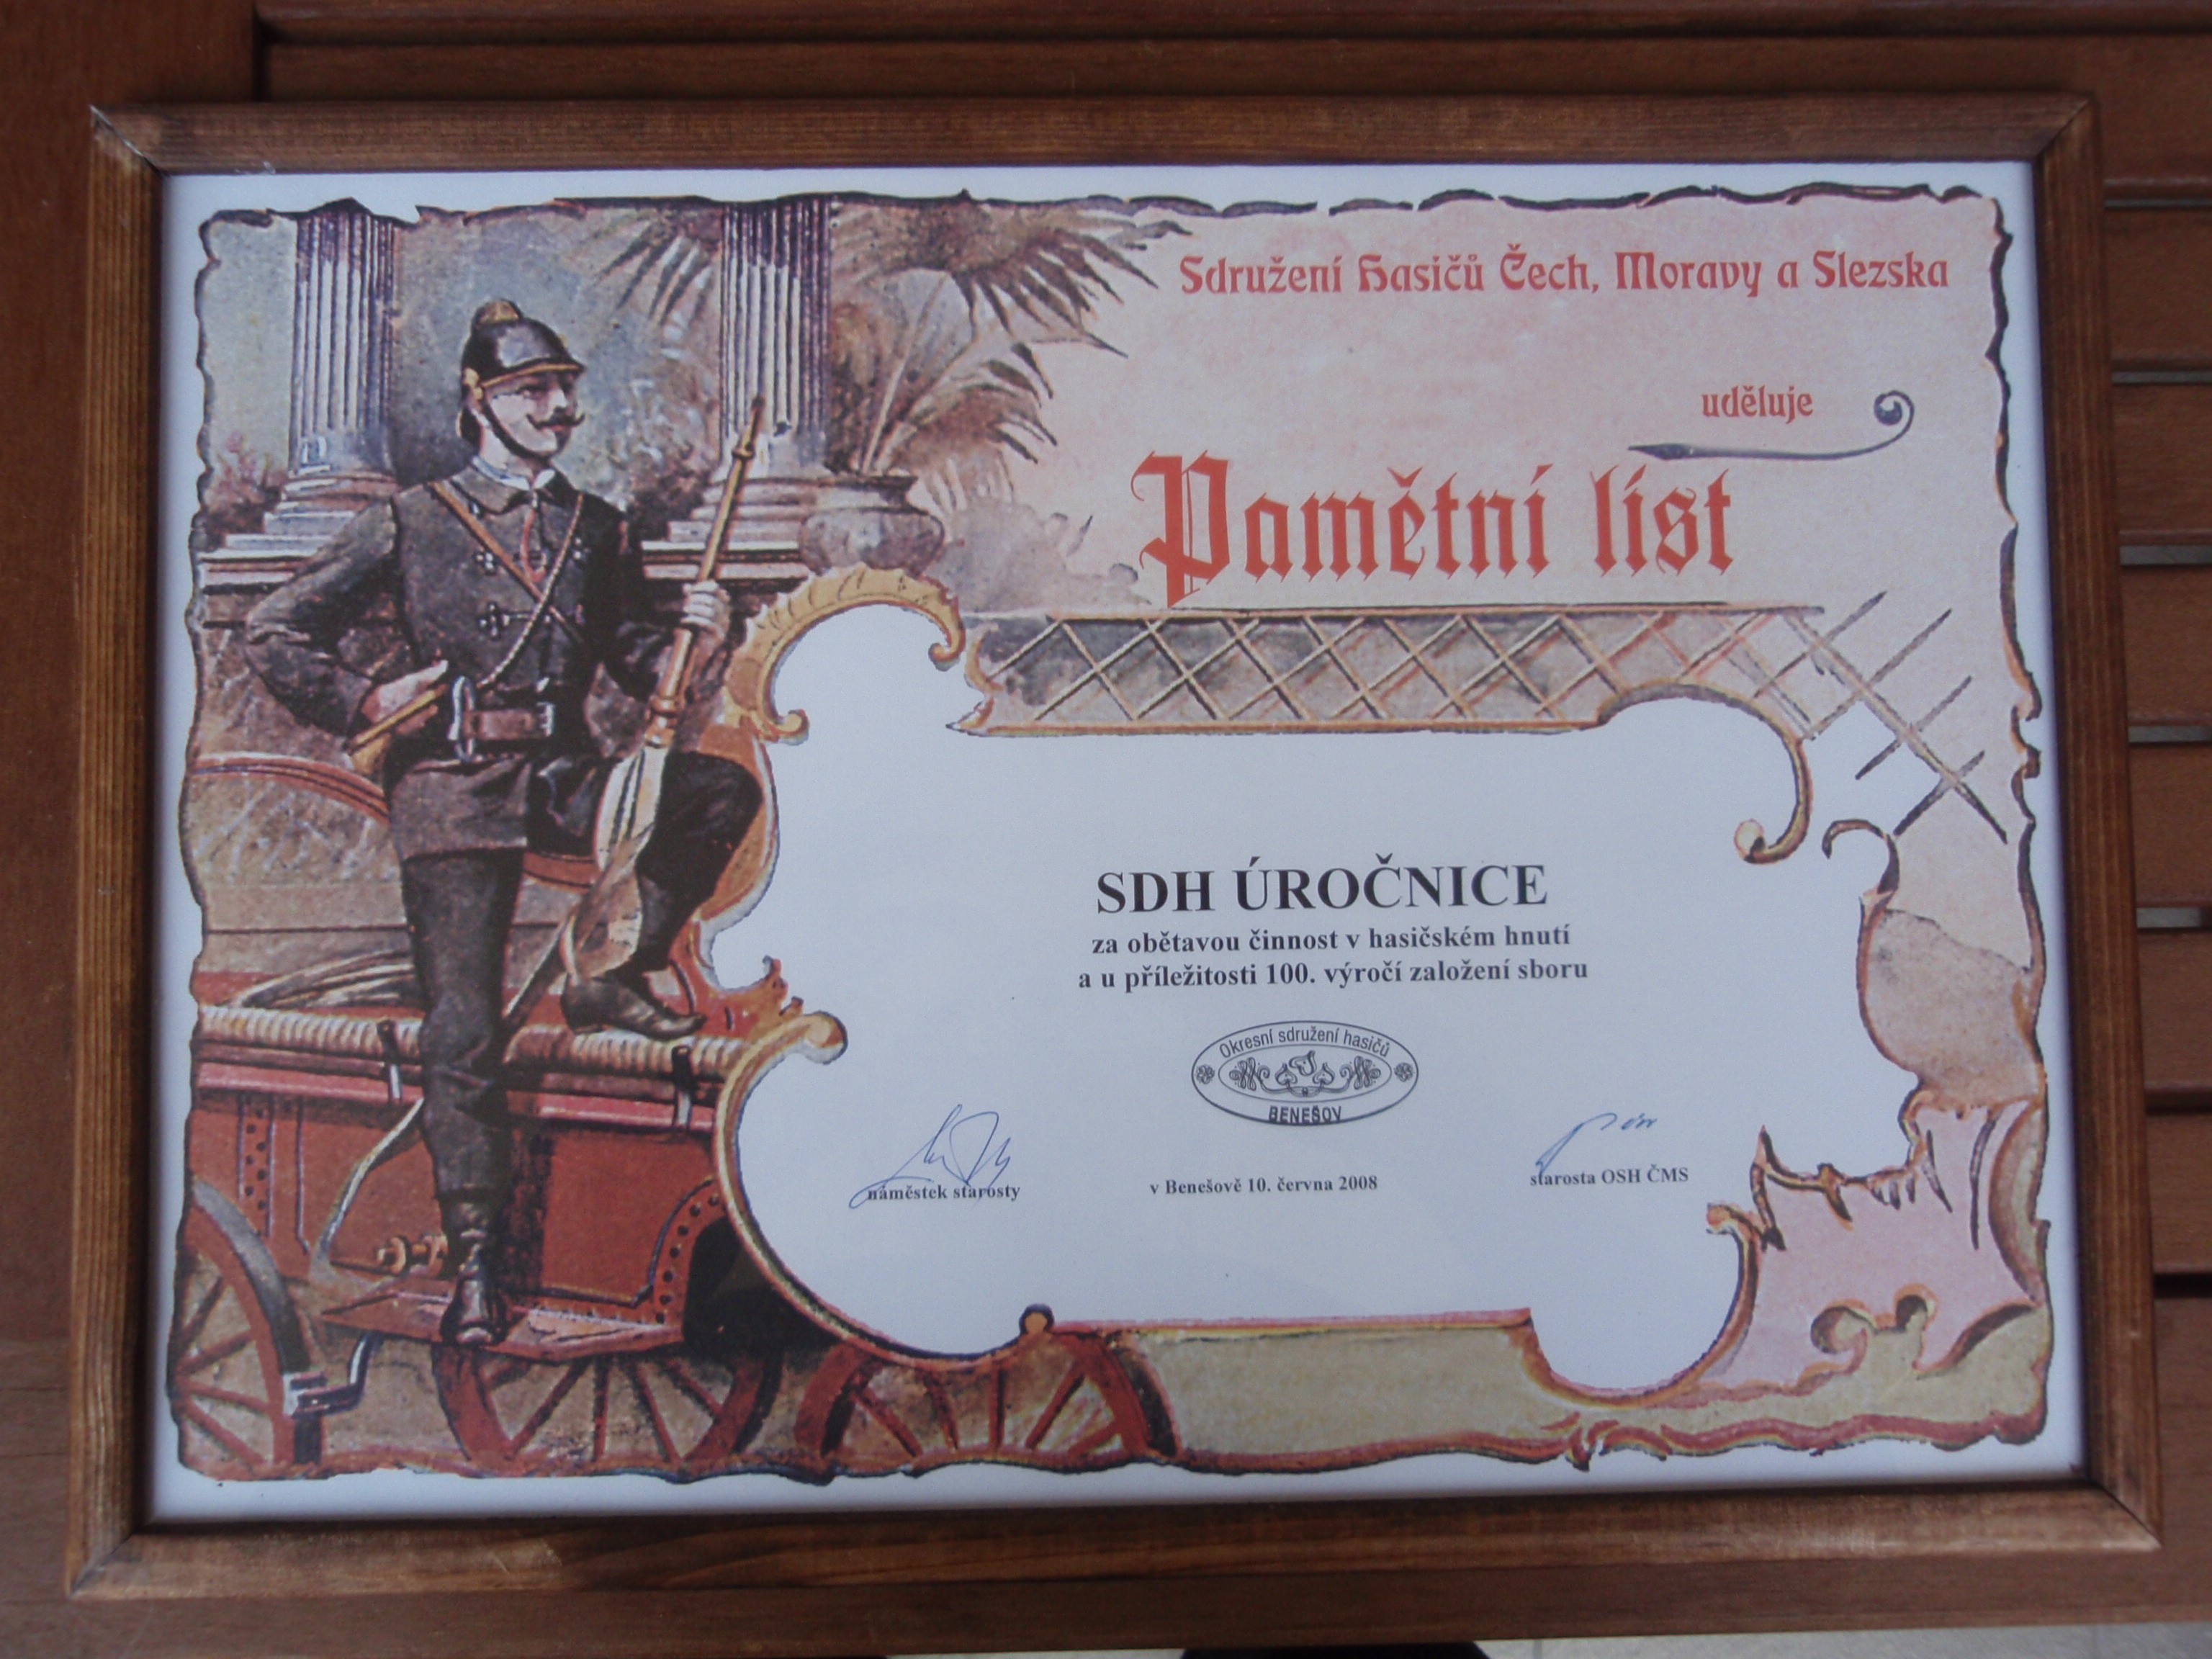 Sdružení Hasičů Čech, Moravy a Slezska
uděluje
Pamětní list
SDH ÚROČNICE
za obětavou činnost v hasičském hnutí
a u příležitosti 100. výročí založení sboru
Okresní sdružení hasičů
BENEŠOV
náměstek starosty
v Benešově 10. června 2008
starosta OSH ČMS